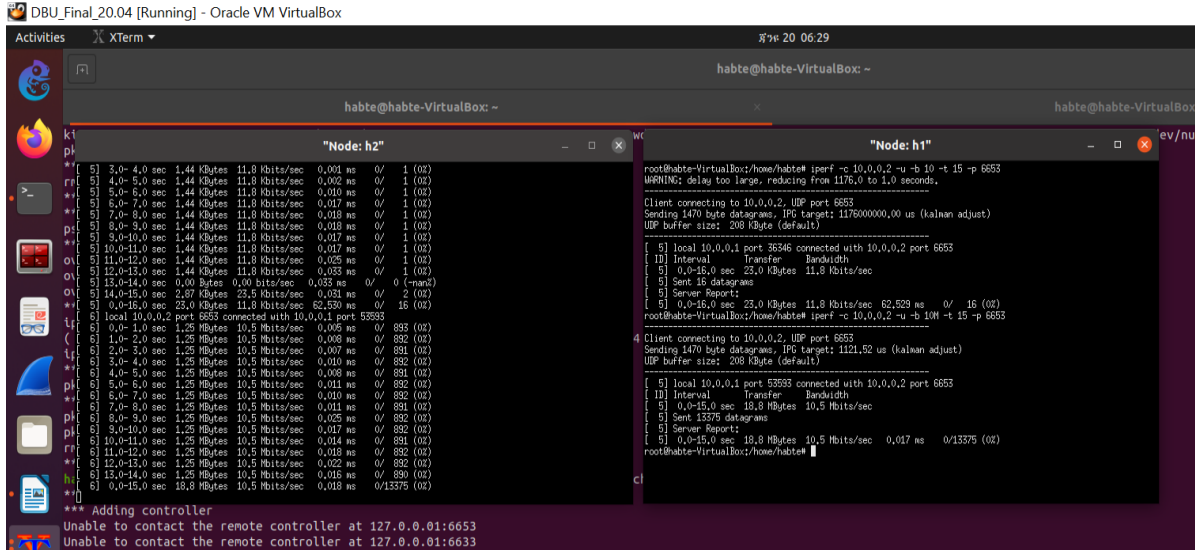 DBU_Final_20.04 [Running] - Oracle VM VirtualBox
Activities
XTerm
20 06:29
habte@habte-VirtualBox: ~
habte@habte-VirtualBox: ~
habte@habte-VirtualBox
"Node: h2"
[ 5] 3.0- 4.0 sec 1.44 KBytes 11.8 Kbits/sec 0.001 ms 0/ 1 (0%)
[ 5] 4.0- 5.0 sec 1.44 KBytes 11.8 Kbits/sec 0.002 ms 0/ 1 (0%)
[ 5] 5.0- 6.0 sec 1.44 KBytes 11.8 Kbits/sec 0.010 ms 0/ 1 (0%)
[ 5] 6.0- 7.0 sec 1.44 KBytes 11.8 Kbits/sec 0.017 ms 0/ 1 (0%)
[ 5] 7.0- 8.0 sec 1.44 KBytes 11.8 Kbits/sec 0.018 ms 0/ 1 (0%)
[ 5] 8.0- 9.0 sec 1.44 KBytes 11.8 Kbits/sec 0.018 ms 0/ 1 (0%)
[ 5] 9.0-10.0 sec 1.44 KBytes 11.8 Kbits/sec 0.017 ms 0/ 1 (0%)
[ 5] 10.0-11.0 sec 1.44 KBytes 11.8 Kbits/sec 0.017 ms 0/ 1 (0%)
[ 5] 11.0-12.0 sec 1.44 KBytes 11.8 Kbits/sec 0.025 ms 0/ 1 (0%)
[ 5] 12.0-13.0 sec 1.44 KBytes 11.8 Kbits/sec 0.033 ms 0/ 1 (0%)
[ 5] 13.0-14.0 sec 0.00 Bytes 0.00 bits/sec 0.033 ms 0/ 0 (-nan%)
[ 5] 14.0-15.0 sec 2.87 KBytes 23.5 Kbits/sec 0.031 ms 0/ 2 (0%)
[ 5] 0.0-16.0 sec 23.0 KBytes 11.8 Kbits/sec 62.530 ms 0/ 16 (0%)
[ 6] local 10.0.0.2 port 6653 connected with 10.0.0.1 port 53593
[ 6] 0.0- 1.0 sec 1.25 MBytes 10.5 Mbits/sec 0.005 ms 0/ 893 (0%)
[ 6] 1.0- 2.0 sec 1.25 MBytes 10.5 Mbits/sec 0.008 ms 0/ 892 (0%)
[ 6] 2.0- 3.0 sec 1.25 MBytes 10.5 Mbits/sec 0.007 ms 0/ 891 (0%)
[ 6] 3.0- 4.0 sec 1.25 MBytes 10.5 Mbits/sec 0.010 ms 0/ 892 (0%)
[ 6] 4.0- 5.0 sec 1.25 MBytes 10.5 Mbits/sec 0.008 ms 0/ 891 (0%)
[ 6] 5.0- 6.0 sec 1.25 MBytes 10.5 Mbits/sec 0.011 ms 0/ 892 (0%)
[ 6] 6.0- 7.0 sec 1.25 MBytes 10.5 Mbits/sec 0.010 ms 0/ 892 (0%)
[ 6] 7.0- 8.0 sec 1.25 MBytes 10.5 Mbits/sec 0.011 ms 0/ 891 (0%)
[ 6] 8.0- 9.0 sec 1.25 MBytes 10.5 Mbits/sec 0.025 ms 0/ 892 (0%)
[ 6] 9.0-10.0 sec 1.25 MBytes 10.5 Mbits/sec 0.017 ms 0/ 892 (0%)
[ 6] 10.0-11.0 sec 1.25 MBytes 10.5 Mbits/sec 0.014 ms 0/ 891 (0%)
[ 6] 11.0-12.0 sec 1.25 MBytes 10.5 Mbits/sec 0.018 ms 0/ 892 (0%)
[ 6] 12.0-13.0 sec 1.25 MBytes 10.5 Mbits/sec 0.022 ms 0/ 892 (0%)
[ 6] 13.0-14.0 sec 1.25 MBytes 10.5 Mbits/sec 0.016 ms 0/ 890 (0%)
[ 6] 0.0-15.0 sec 18.8 MBytes 10.5 Mbits/sec 0.018 ms 0/13375 (0%)
"Node: h1"
root@habte-VirtualBox:/home/habte# iperf -c 10.0.0.2 -u -b 10 -t 15 -p 6653
WARNING: delay too large, reducing from 1176.0 to 1.0 seconds.
------------------------------------------------------------
Client connecting to 10.0.0.2, UDP port 6653
Sending 1470 byte datagrams, IPG target: 1176000000.00 us (kalman adjust)
UDP buffer size: 208 KByte (default)
------------------------------------------------------------
[ 5] local 10.0.0.1 port 36346 connected with 10.0.0.2 port 6653
[ ID] Interval Transfer Bandwidth
[ 5] 0.0-16.0 sec 23.0 KBytes 11.8 Kbits/sec
[ 5] Sent 16 datagrams
[ 5] Server Report:
[ 5] 0.0-16.0 sec 23.0 KBytes 11.8 Kbits/sec 62.529 ms 0/ 16 (0%)
root@habte-VirtualBox:/home/habte# iperf -c 10.0.0.2 -u -b 10M -t 15 -p 6653
------------------------------------------------------------
Client connecting to 10.0.0.2, UDP port 6653
Sending 1470 byte datagrams, IPG target: 1121.52 us (kalman adjust)
UDP buffer size: 208 KByte (default)
------------------------------------------------------------
[ 5] local 10.0.0.1 port 53593 connected with 10.0.0.2 port 6653
[ ID] Interval Transfer Bandwidth
[ 5] 0.0-15.0 sec 18.8 MBytes 10.5 Mbits/sec
[ 5] Sent 13375 datagrams
[ 5] Server Report:
[ 5] 0.0-15.0 sec 18.8 MBytes 10.5 Mbits/sec 0.017 ms 0/13375 (0%)
root@habte-VirtualBox:/home/habte#
*** Adding controller
Unable to contact the remote controller at 127.0.0.01:6653
Unable to contact the remote controller at 127.0.0.01:6633